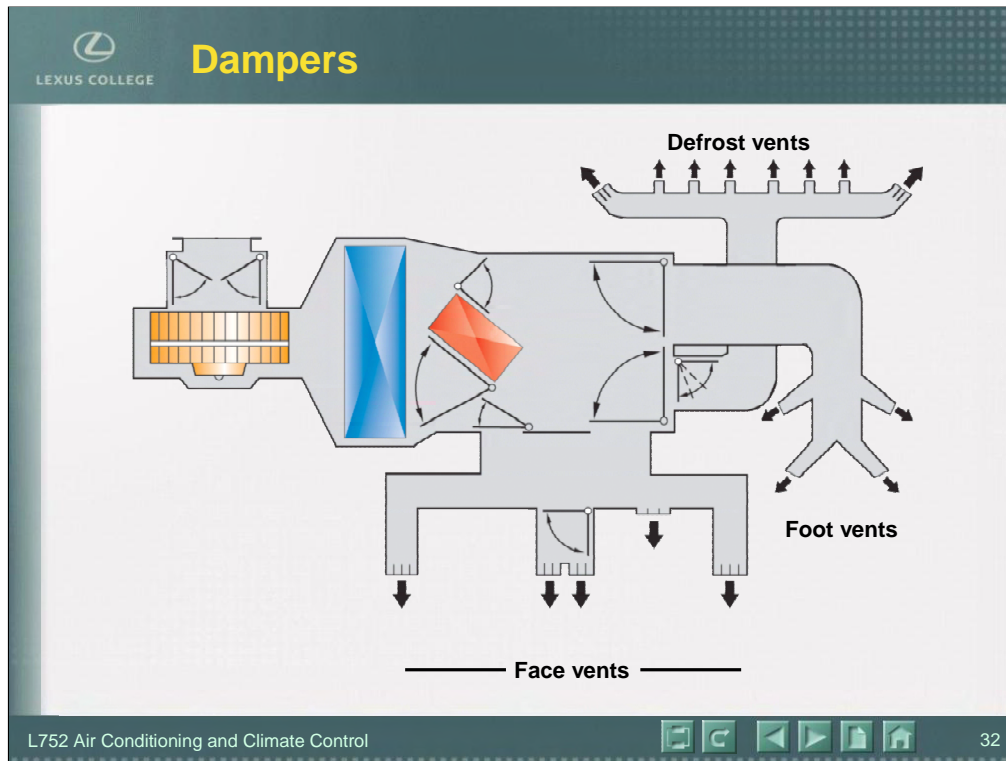 LEXUS COLLEGE
Dampers
Defrost vents
Foot vents
Face vents
L752 Air Conditioning and Climate Control
32